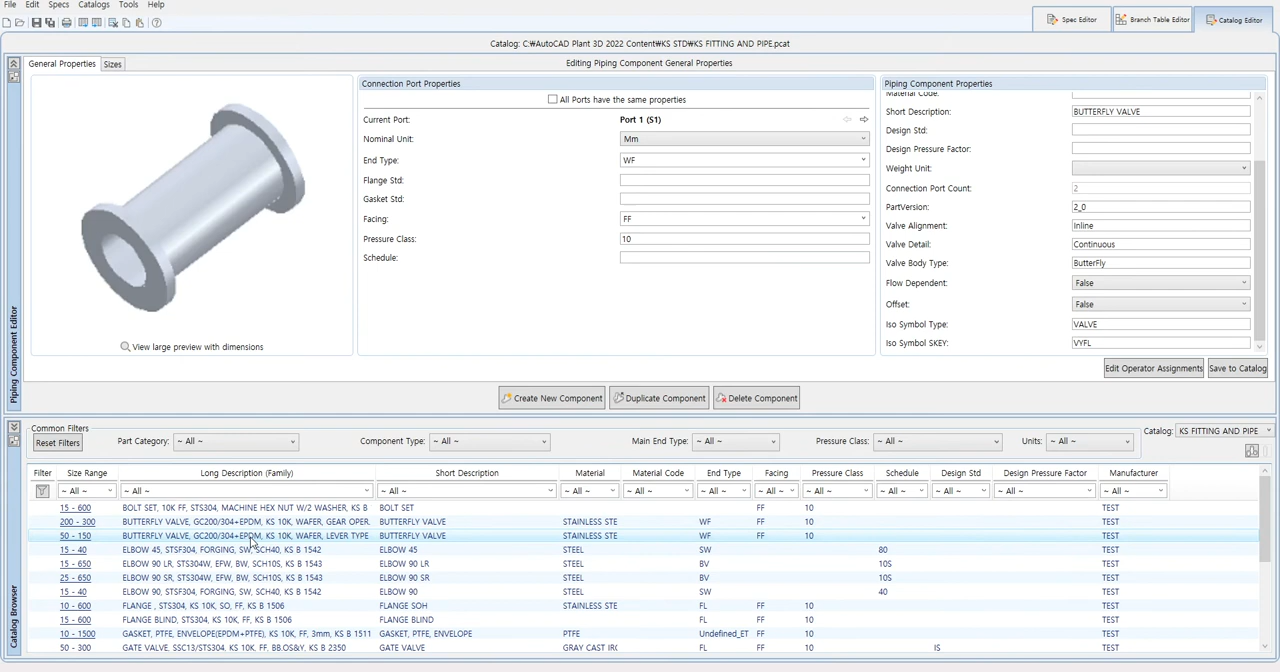 File Edit Specs Catalogs Tools Help
Spec Editor Branch Table Editor Catalog Editor
Catalog: C:₩AutoCAD Plant 3D 2022 Content₩KS STD₩KS FITTING AND PIPE.pcat
General Properties Sizes
Editing Piping Component General Properties
Piping Component Editor
View large preview with dimensions
Connection Port Properties
All Ports have the same properties
Current Port: Port 1 (S1)
Nominal Unit: Mm
End Type: WF
Flange Std:
Gasket Std:
Facing: FF
Pressure Class: 10
Schedule:
Piping Component Properties
Material Code:
Short Description: BUTTERFLY VALVE
Design Std:
Design Pressure Factor:
Weight Unit:
Connection Port Count: 2
PartVersion: 2_0
Valve Alignment: Inline
Valve Detail: Continuous
Valve Body Type: ButterFly
Flow Dependent: False
Offset: False
Iso Symbol Type: VALVE
Iso Symbol SKEY: VYFL
Edit Operator Assignments Save to Catalog
Create New Component Duplicate Component Delete Component
Catalog Browser
Common Filters
Reset Filters Part Category: ~ All ~ Component Type: ~ All ~ Main End Type: ~ All ~ Pressure Class: ~ All ~ Units: ~ All ~ Catalog: KS FITTING AND PIPE
Filter Size Range Long Description (Family) Short Description Material Material Code End Type Facing Pressure Class Schedule Design Std Design Pressure Factor Manufacturer
~ All ~ ~ All ~ ~ All ~ ~ All ~ ~ All ~ ~ All ~ ~ All ~ ~ All ~ ~ All ~ ~ All ~ ~ All ~ ~ All ~
15 - 600 BOLT SET, 10K FF, STS304, MACHINE HEX NUT W/2 WASHER, KS B BOLT SET FF 10 TEST
200 - 300 BUTTERFLY VALVE, GC200/304+EPDM, KS 10K, WAFER, GEAR OPER. BUTTERFLY VALVE STAINLESS STE WF FF 10 TEST
50 - 150 BUTTERFLY VALVE, GC200/304+EPDM, KS 10K, WAFER, LEVER TYPE BUTTERFLY VALVE STAINLESS STE WF FF 10 TEST
15 - 40 ELBOW 45, STSF304, FORGING, SW, SCH40, KS B 1542 ELBOW 45 STEEL SW 80 TEST
15 - 650 ELBOW 90 LR, STS304W, EFW, BW, SCH10S, KS B 1543 ELBOW 90 LR STEEL BV 10S TEST
25 - 650 ELBOW 90 SR, STS304W, EFW, BW, SCH10S, KS B 1543 ELBOW 90 SR STEEL BV 10S TEST
15 - 40 ELBOW 90, STSF304, FORGING, SW, SCH40, KS B 1542 ELBOW 90 STEEL SW 40 TEST
10 - 600 FLANGE , STS304, KS 10K, SO, FF, KS B 1506 FLANGE SOH STAINLESS STE FL FF 10 TEST
15 - 600 FLANGE BLIND, STS304, KS 10K, FF, KS B 1506 FLANGE BLIND FL FF 10 TEST
10 - 1500 GASKET, PTFE, ENVELOPE(EPDM+PTFE), KS 10K, FF, 3mm, KS B 1511 GASKET, PTFE, ENVELOPE PTFE Undefined_ET FF 10 TEST
50 - 300 GATE VALVE, SSC13/STS304, KS 10K, FF, BB.OS&Y. KS B 2350 GATE VALVE GRAY CAST IRC FL FF 10 IS TEST